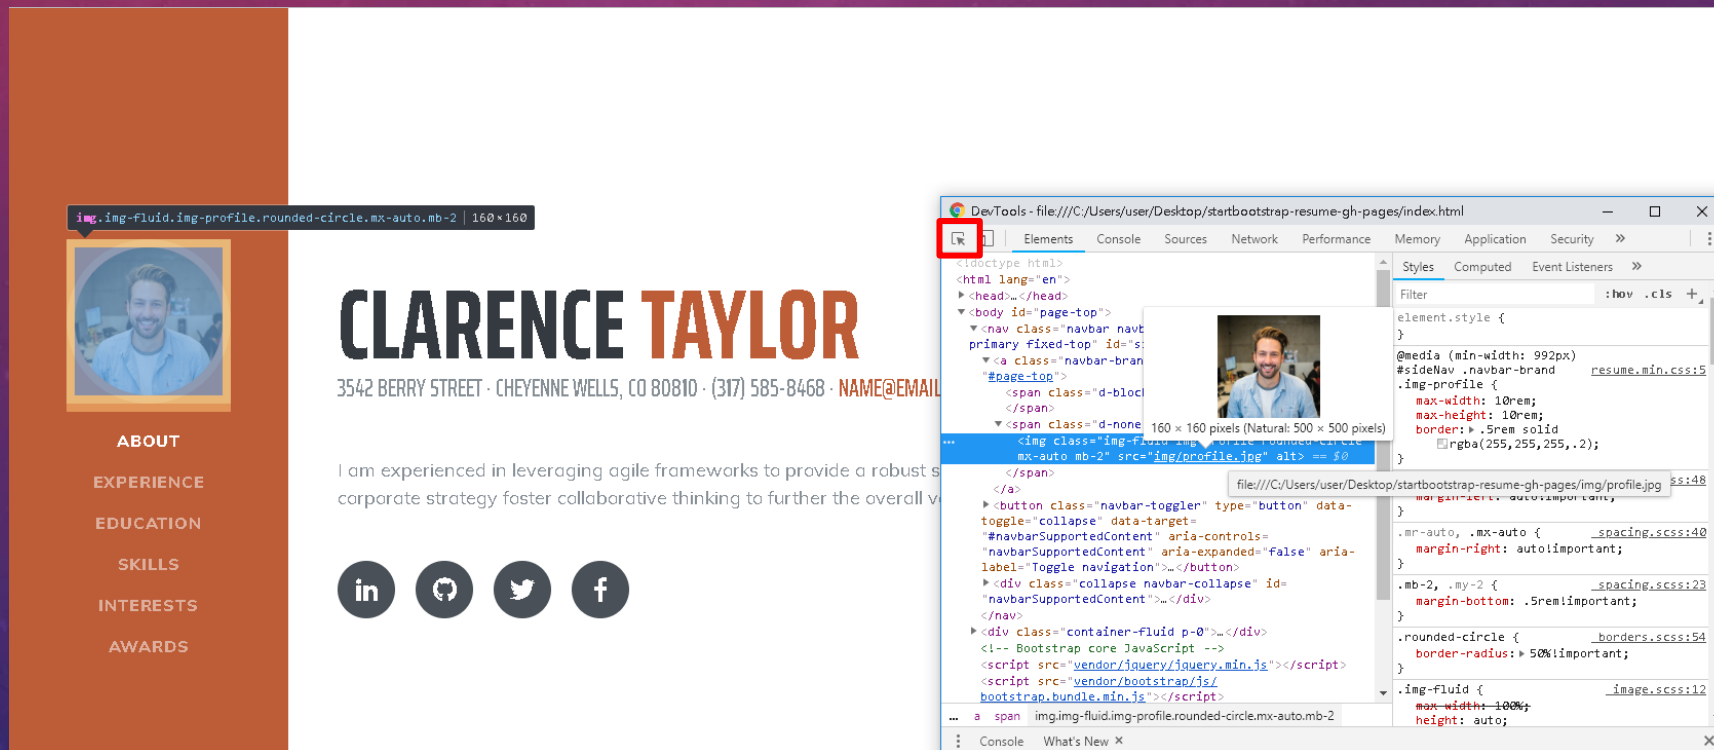 img.img-fluid.img-profile.rounded-circle.mx-auto.mb-2 | 160×160
ABOUT
EXPERIENCE
EDUCATION
SKILLS
INTERESTS
AWARDS
CLARENCE TAYLOR
3542 BERRY STREET · CHEYENNE WELLS, CO 80810 · (317) 585-8468 · NAME@EMAIL
I am experienced in leveraging agile frameworks to provide a robust s
corporate strategy foster collaborative thinking to further the overall v
in
DevTools - file:///C:/Users/user/Desktop/startbootstrap-resume-gh-pages/index.html
Elements Console Sources Network Performance Memory Application Security »
<!doctype html>
<html lang="en">
<head>…</head>
<body id="page-top">
<nav class="navbar navb
primary fixed-top" id="si
<a class="navbar-bran
"#page-top">
<span class="d-bloc
</span>
<span class="d-none
<img class="img-fluid img-profile rounded-circle
mx-auto mb-2" src="img/profile.jpg" alt> == $0
</span>
</a>
<button class="navbar-toggler" type="button" data-
toggle="collapse" data-target=
"#navbarSupportedContent" aria-controls=
"navbarSupportedContent" aria-expanded="false" aria-
label="Toggle navigation">…</button>
<div class="collapse navbar-collapse" id=
"navbarSupportedContent">…</div>
</nav>
<div class="container-fluid p-0">…</div>
<!-- Bootstrap core JavaScript -->
<script src="vendor/jquery/jquery.min.js"></script>
<script src="vendor/bootstrap/js/
bootstrap.bundle.min.js"></script>
160 × 160 pixels (Natural: 500 × 500 pixels)
file:///C:/Users/user/Desktop/startbootstrap-resume-gh-pages/img/profile.jpg
... a span img.img-fluid.img-profile.rounded-circle.mx-auto.mb-2
Console What's New ×
Styles Computed Event Listeners »
Filter :hov .cls +
element.style {
}
@media (min-width: 992px)
#sideNav .navbar-brand resume.min.css:5
.img-profile {
max-width: 10rem;
max-height: 10rem;
border: .5rem solid
rgba(255,255,255,.2);
}
ss:48
margin-left: auto!important;
}
.mr-auto, .mx-auto { _spacing.scss:40
margin-right: auto!important;
}
.mb-2, .my-2 { _spacing.scss:23
margin-bottom: .5rem!important;
}
.rounded-circle { _borders.scss:54
border-radius: 50%!important;
}
.img-fluid { _image.scss:12
max-width: 100%;
height: auto;